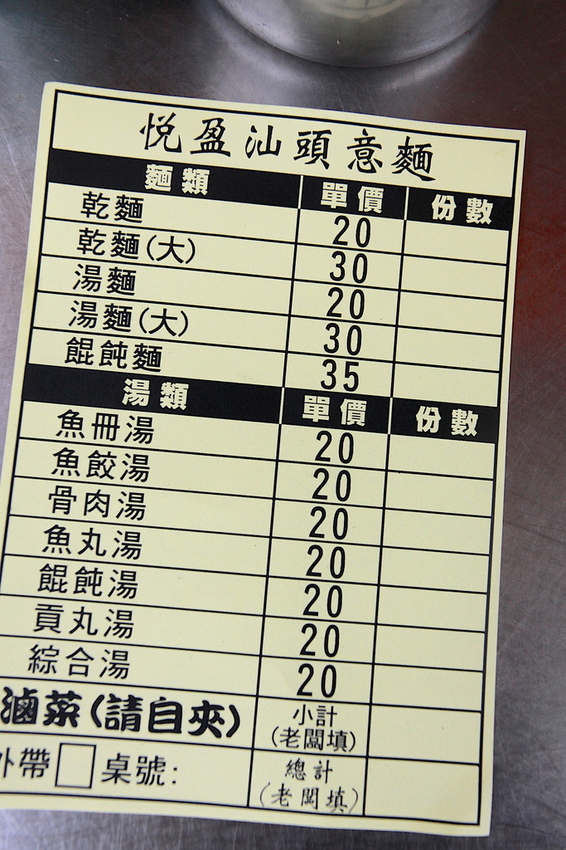 悅盈汕頭意麵
麵類 單價 份數
乾麵 20
乾麵(大) 30
湯麵 20
湯麵(大) 30
餛飩麵 35
湯類 單價 份數
魚冊湯 20
魚餃湯 20
骨肉湯 20
魚丸湯 20
餛飩湯 20
貢丸湯 20
綜合湯 20
滷菜(請自夾) 小計
(老闆填)
外帶 桌號: 總計
(老闆填)